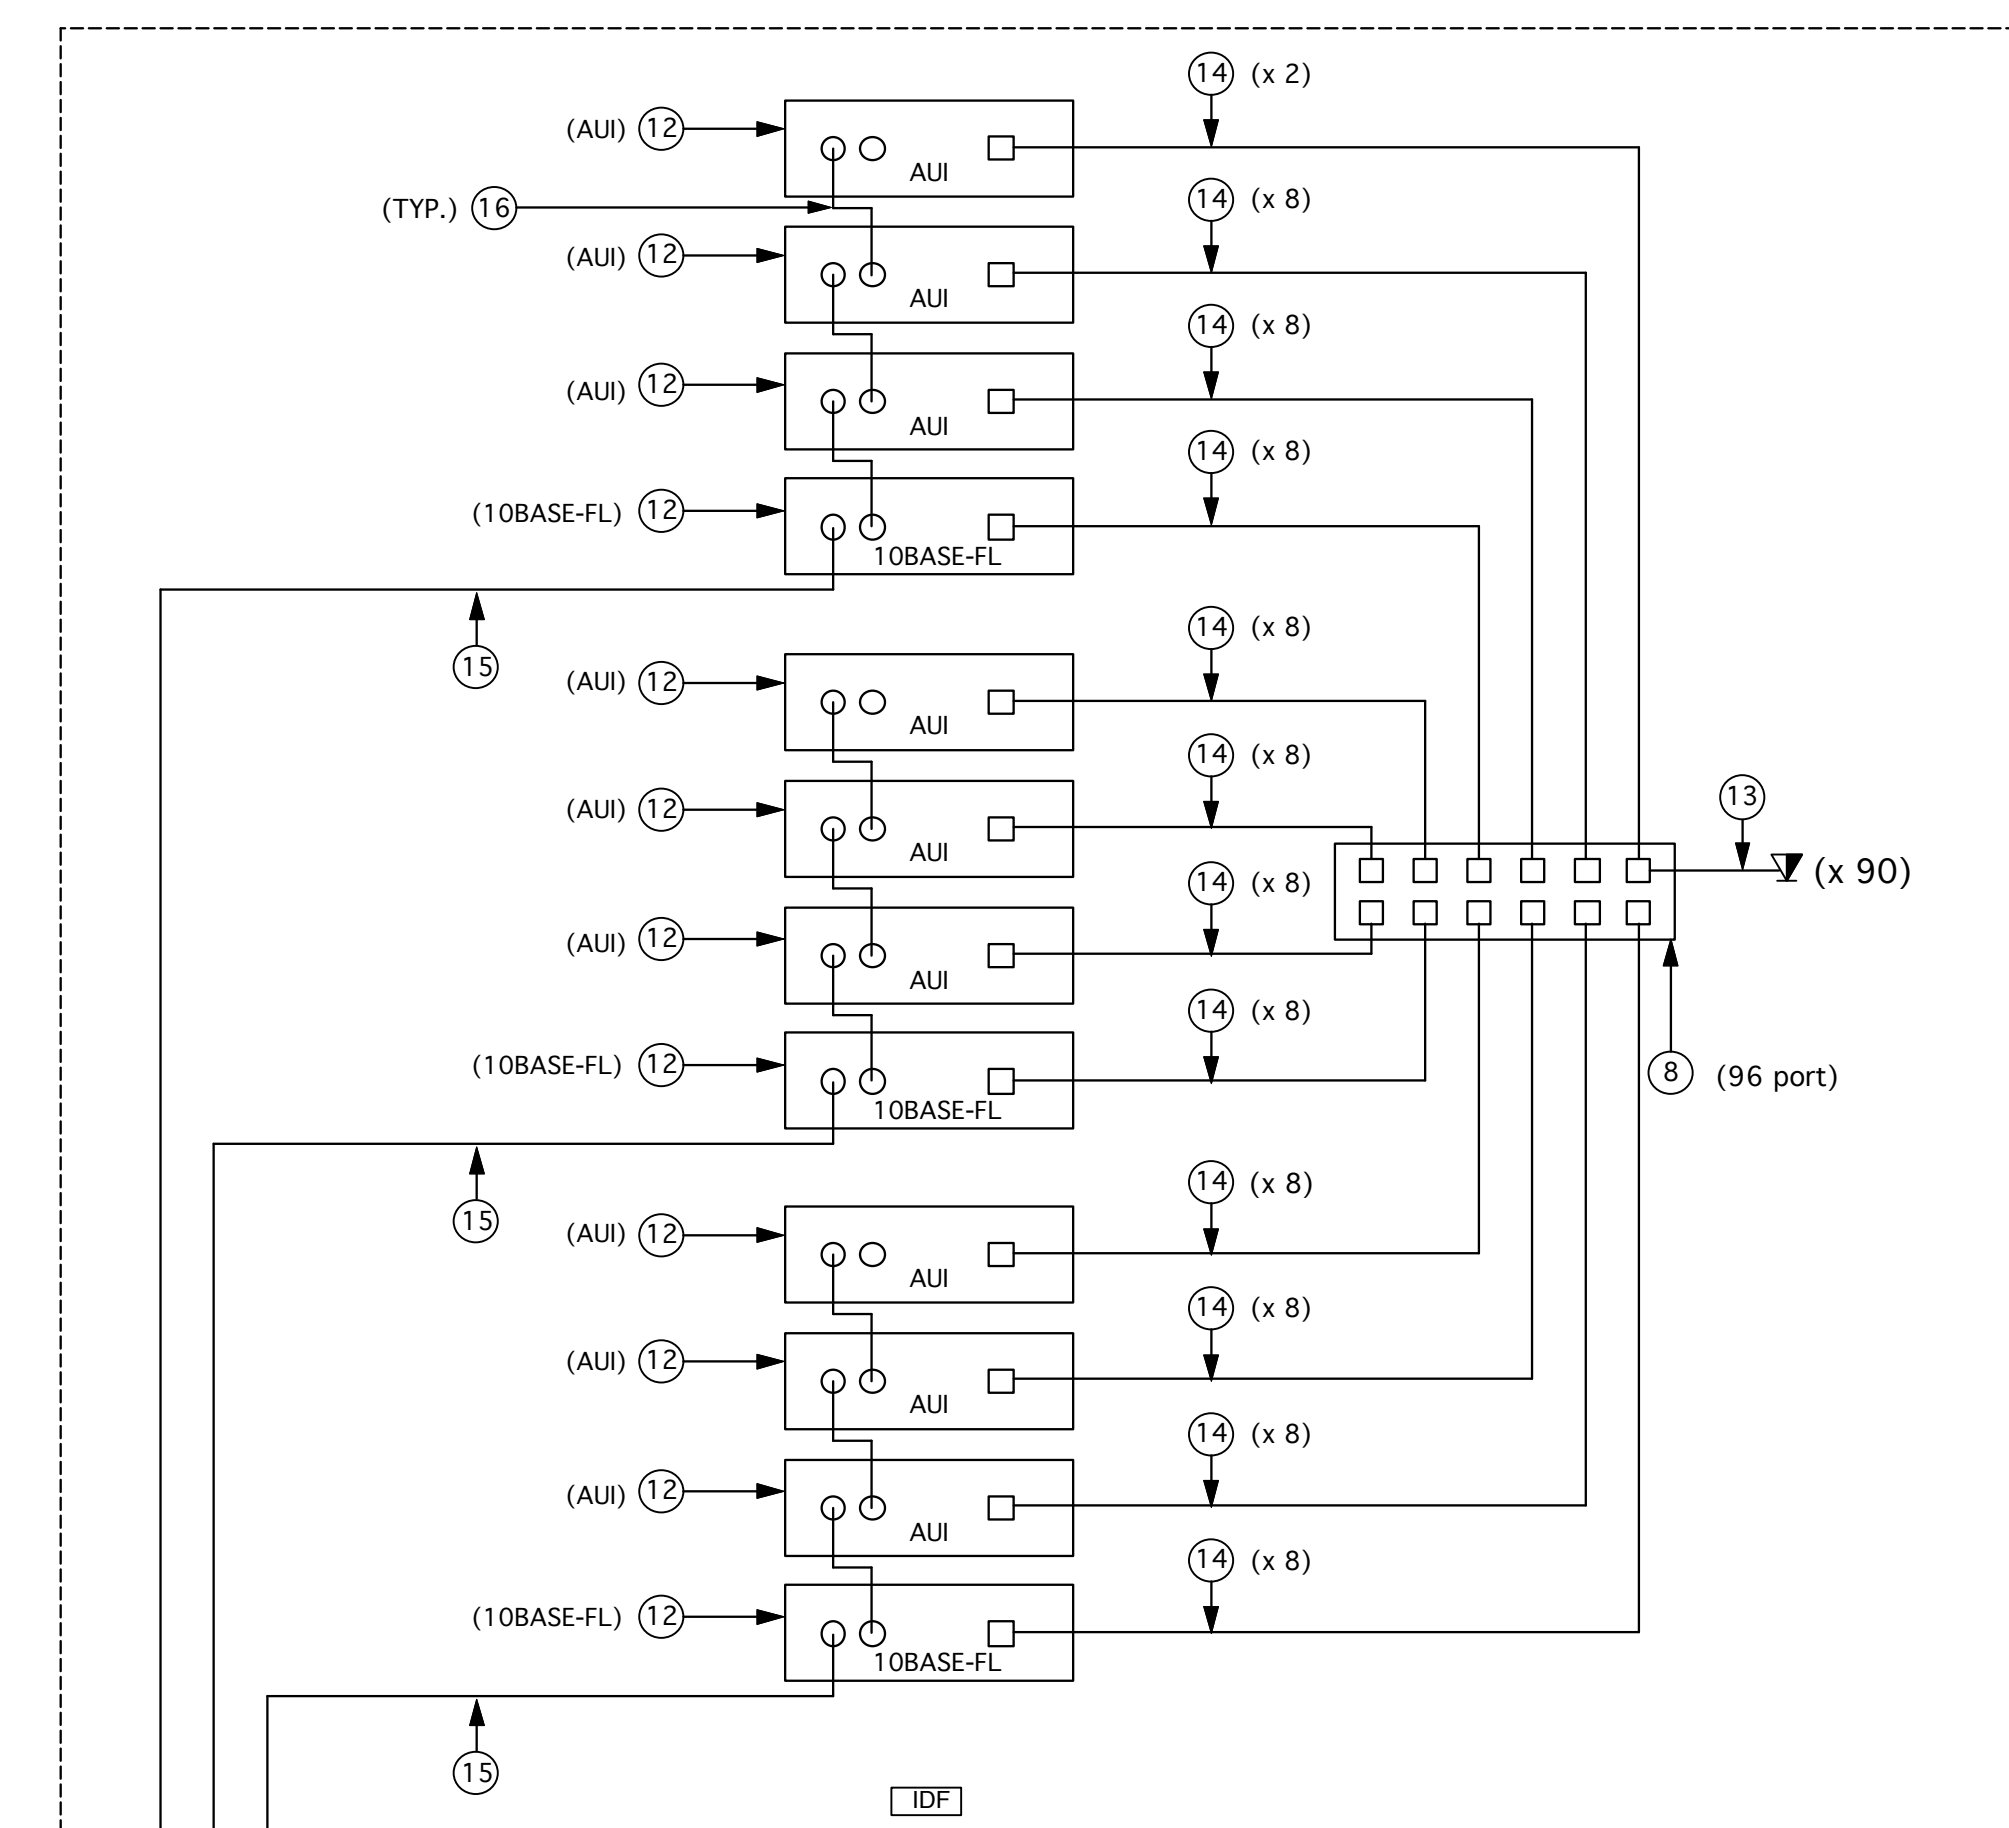 14 (x 2)
(AUI) 12
AUI
(TYP.) 16
14 (x 8)
(AUI) 12
AUI
14 (x 8)
(AUI) 12
AUI
14 (x 8)
(10BASE-FL) 12
10BASE-FL
15
14 (x 8)
(AUI) 12
AUI
14 (x 8)
(AUI) 12
AUI
13
(x 90)
14 (x 8)
(AUI) 12
AUI
14 (x 8)
(10BASE-FL) 12
10BASE-FL
8 (96 port)
15
14 (x 8)
(AUI) 12
AUI
14 (x 8)
(AUI) 12
AUI
14 (x 8)
(AUI) 12
AUI
14 (x 8)
(10BASE-FL) 12
10BASE-FL
15
IDF